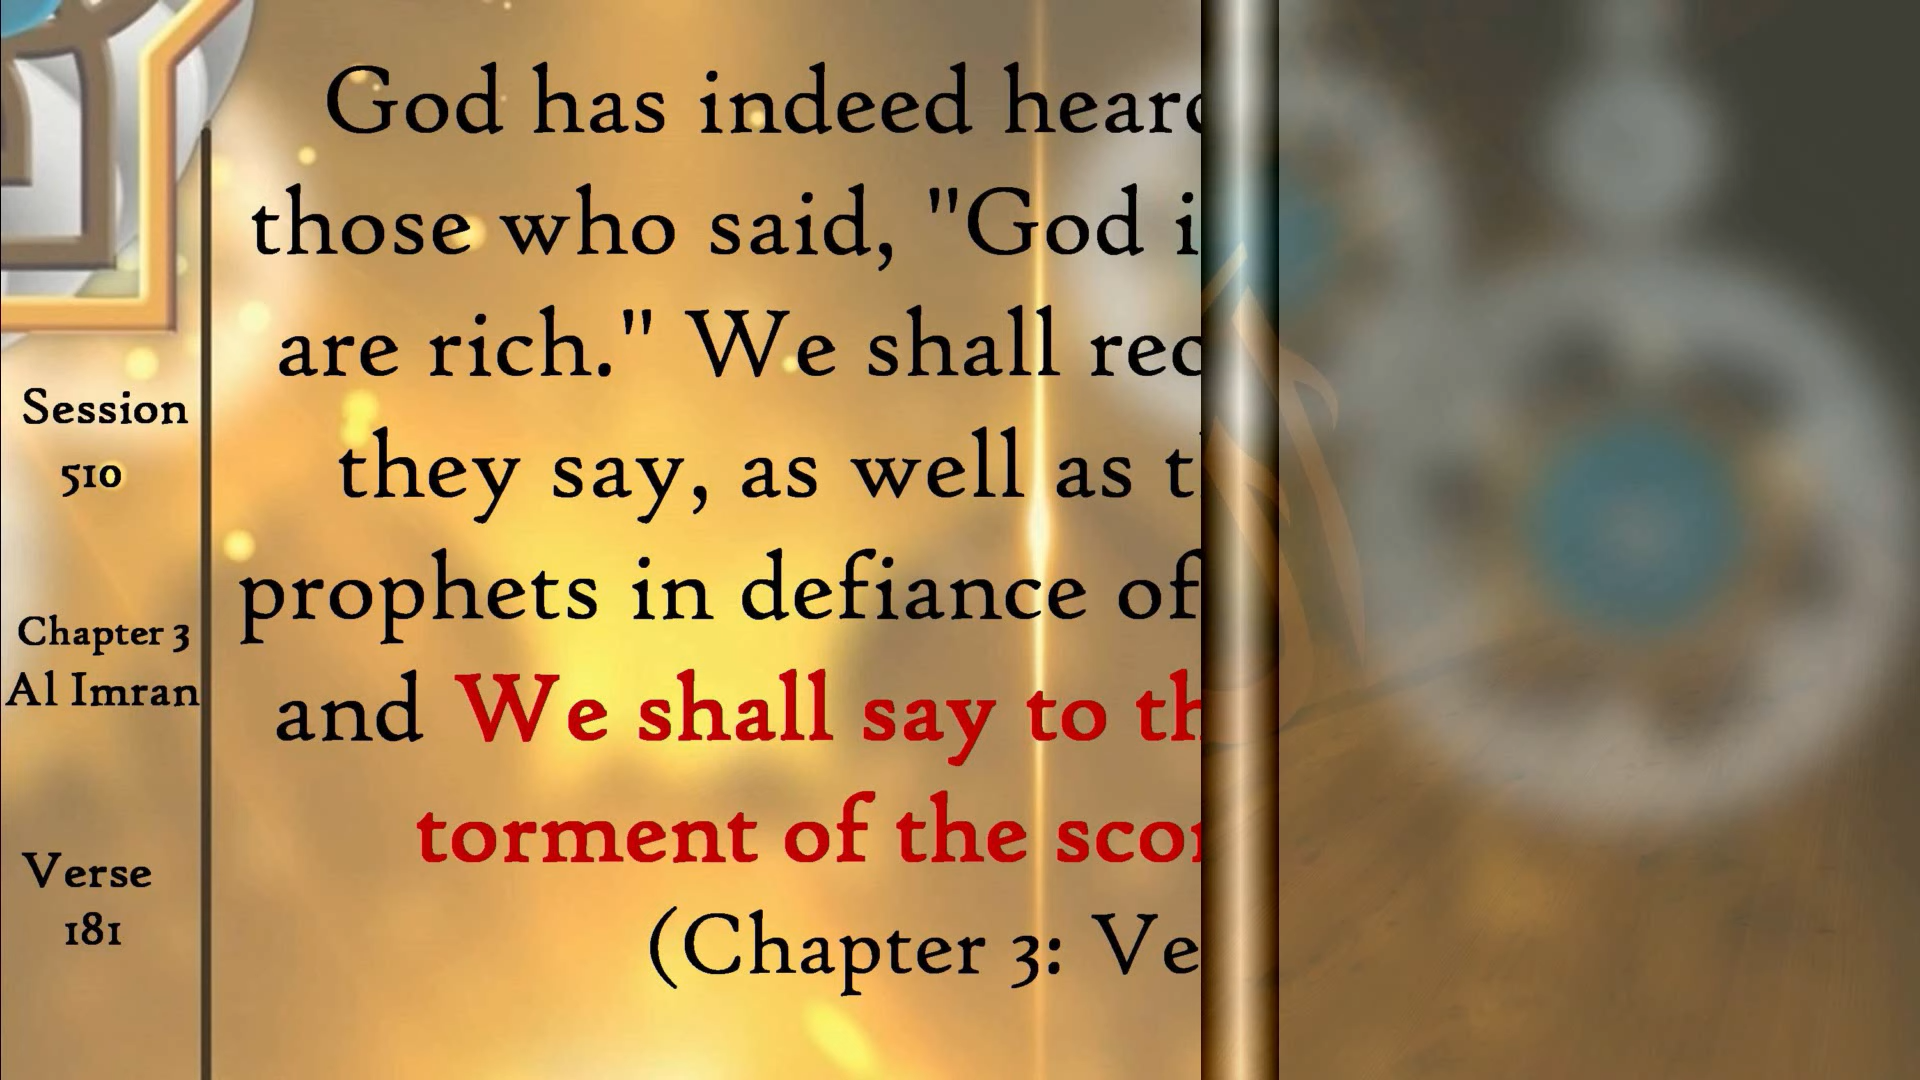 God has indeed heard
those who said, "God i
are rich." We shall rec
they say, as well as t
prophets in defiance of
and We shall say to th
torment of the scor
(Chapter 3: Ve
Session
510
Chapter 3
Al Imran
Verse
181